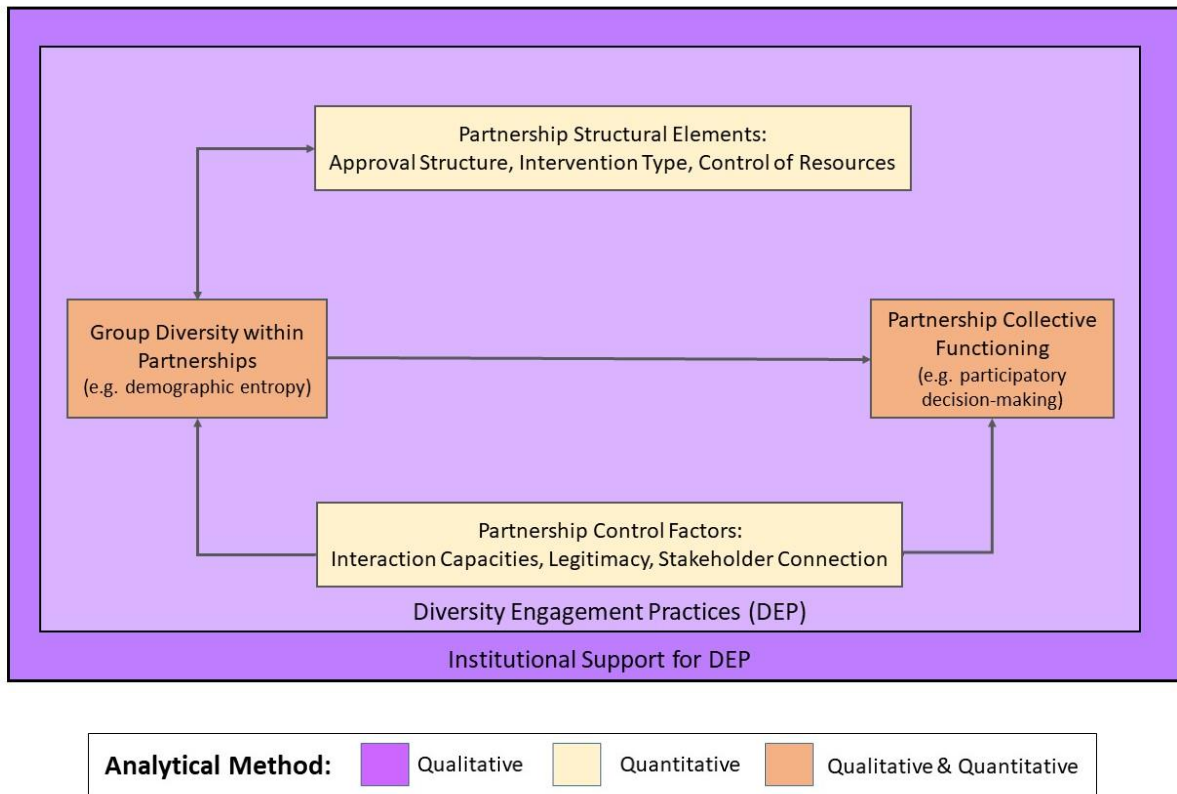 Partnership Structural Elements:
Approval Structure, Intervention Type, Control of Resources
Group Diversity within
Partnerships
(e.g. demographic entropy)
Partnership Collective
Functioning
(e.g. participatory
decision-making)
Partnership Control Factors:
Interaction Capacities, Legitimacy, Stakeholder Connection
Diversity Engagement Practices (DEP)
Institutional Support for DEP
Analytical Method: Qualitative Quantitative Qualitative & Quantitative